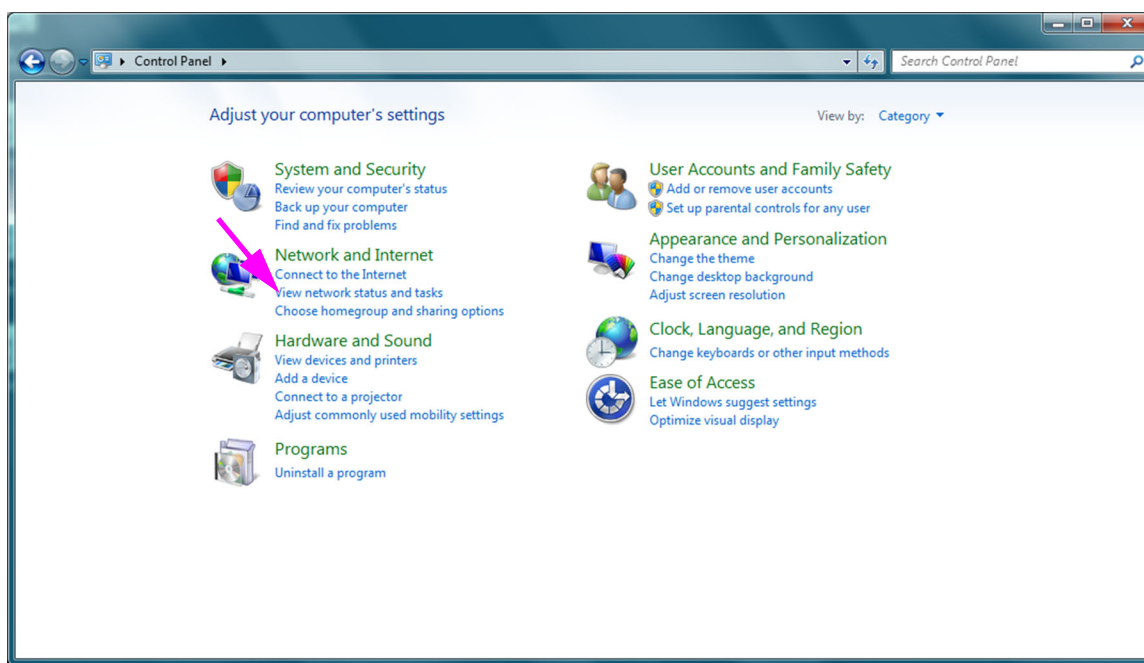 Control Panel
Search Control Panel
Adjust your computer's settings
View by: Category
System and Security
Review your computer's status
Back up your computer
Find and fix problems
Network and Internet
Connect to the Internet
View network status and tasks
Choose homegroup and sharing options
Hardware and Sound
View devices and printers
Add a device
Connect to a projector
Adjust commonly used mobility settings
Programs
Uninstall a program
User Accounts and Family Safety
Add or remove user accounts
Set up parental controls for any user
Appearance and Personalization
Change the theme
Change desktop background
Adjust screen resolution
Clock, Language, and Region
Change keyboards or other input methods
Ease of Access
Let Windows suggest settings
Optimize visual display